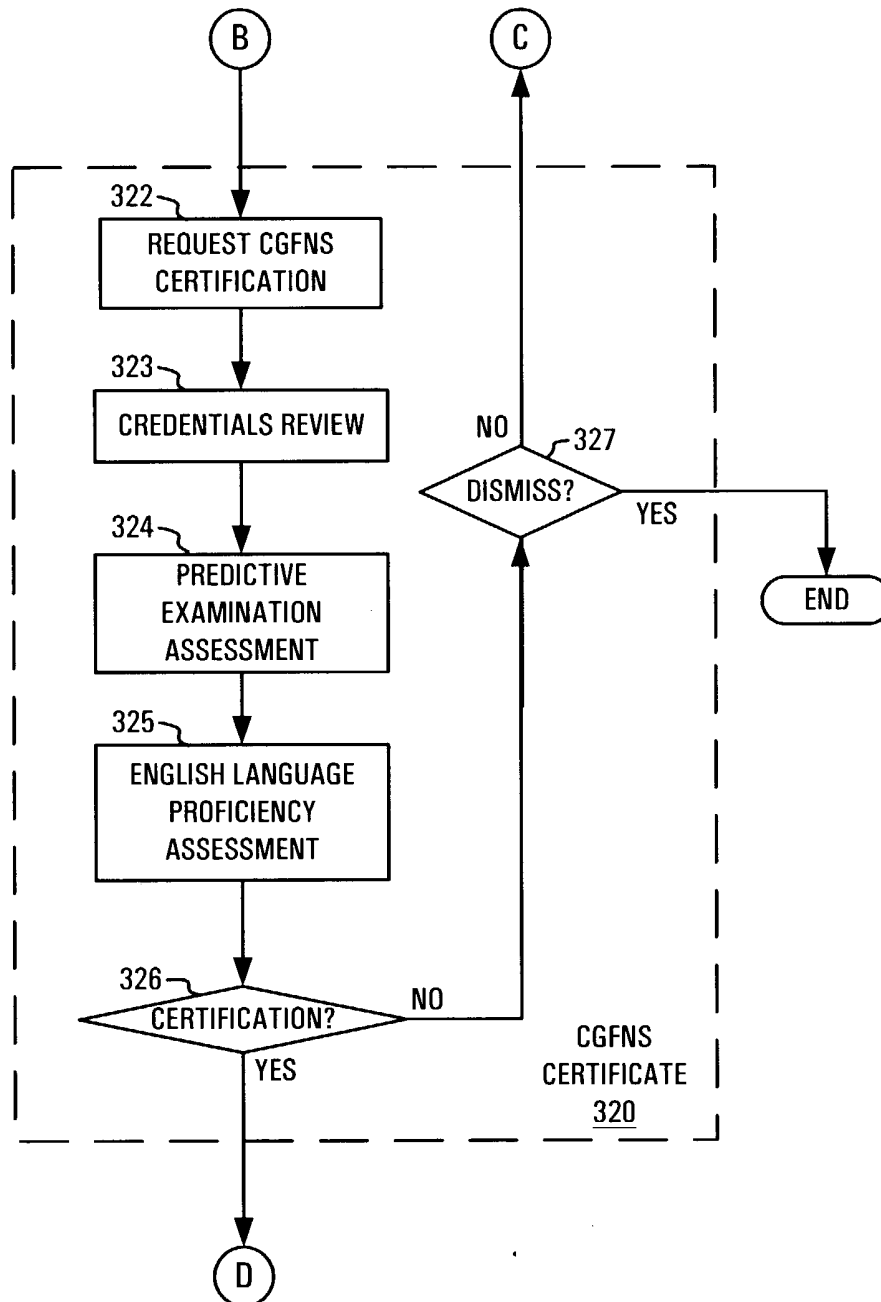 B
C
322
REQUEST CGFNS
CERTIFICATION
323
CREDENTIALS REVIEW
NO
327
DISMISS?
YES
324
PREDICTIVE
EXAMINATION
ASSESSMENT
END
325
ENGLISH LANGUAGE
PROFICIENCY
ASSESSMENT
326
CERTIFICATION?
NO
YES
CGFNS
CERTIFICATE
320
D